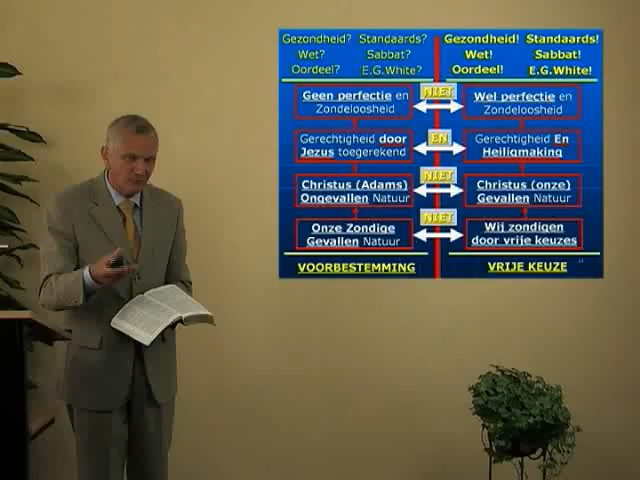 Gezondheid? Standaards?
Wet? Sabbat?
Oordeel? E.G.White?
Geen perfectie en
Zondeloosheid
Gerechtigheid door
Jezus toegerekend
Christus (Adams)
Ongevallen Natuur
Onze Zondige
Gevallen Natuur
VOORBESTEMMING
NIET
EN
NIET
NIET
Gezondheid! Standaards!
Wet! Sabbat!
Oordeel! E.G.White!
Wel perfectie en
Zondeloosheid
Gerechtigheid En
Heiligmaking
Christus (onze)
Gevallen Natuur
Wij zondigen
door vrije keuzes
VRIJE KEUZE